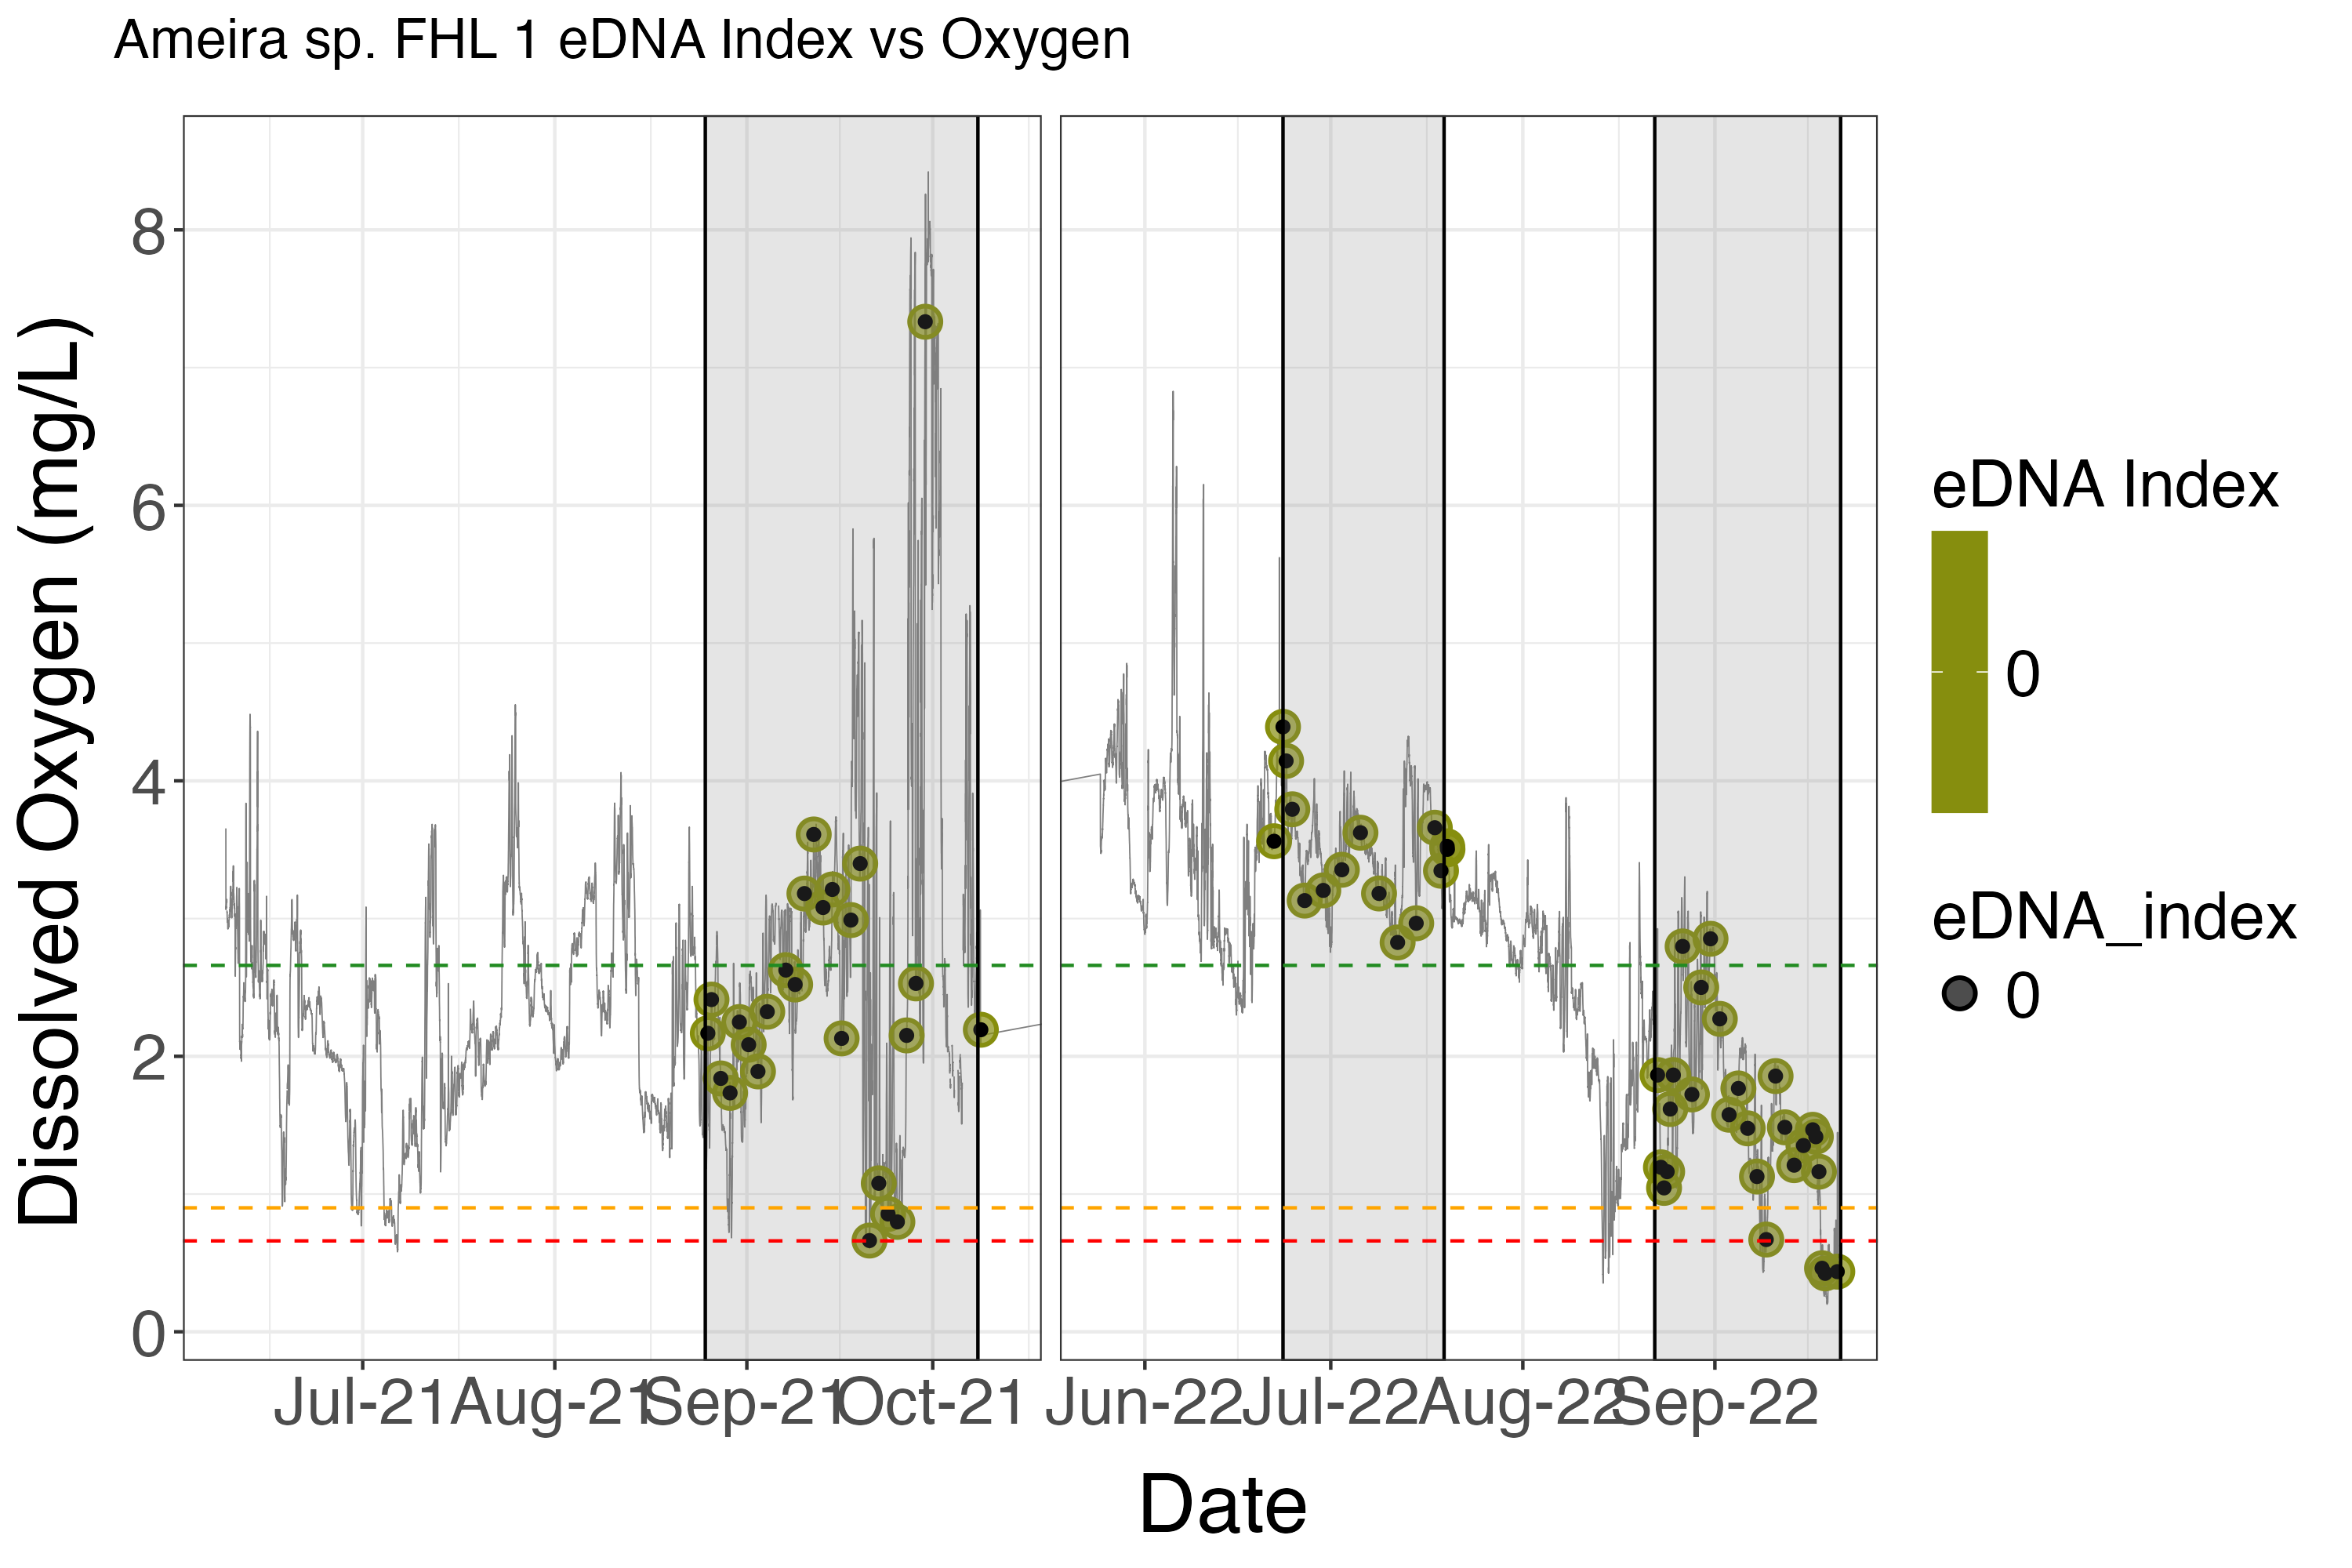 Ameira sp. FHL 1 eDNA Index vs Oxygen
Dissolved Oxygen (mg/L)
8
6
4
2
0
Jul-21
Aug-21
Sep-21
Oct-21
Jun-22
Jul-22
Aug-22
Sep-22
Date
eDNA Index
0
eDNA_index
0